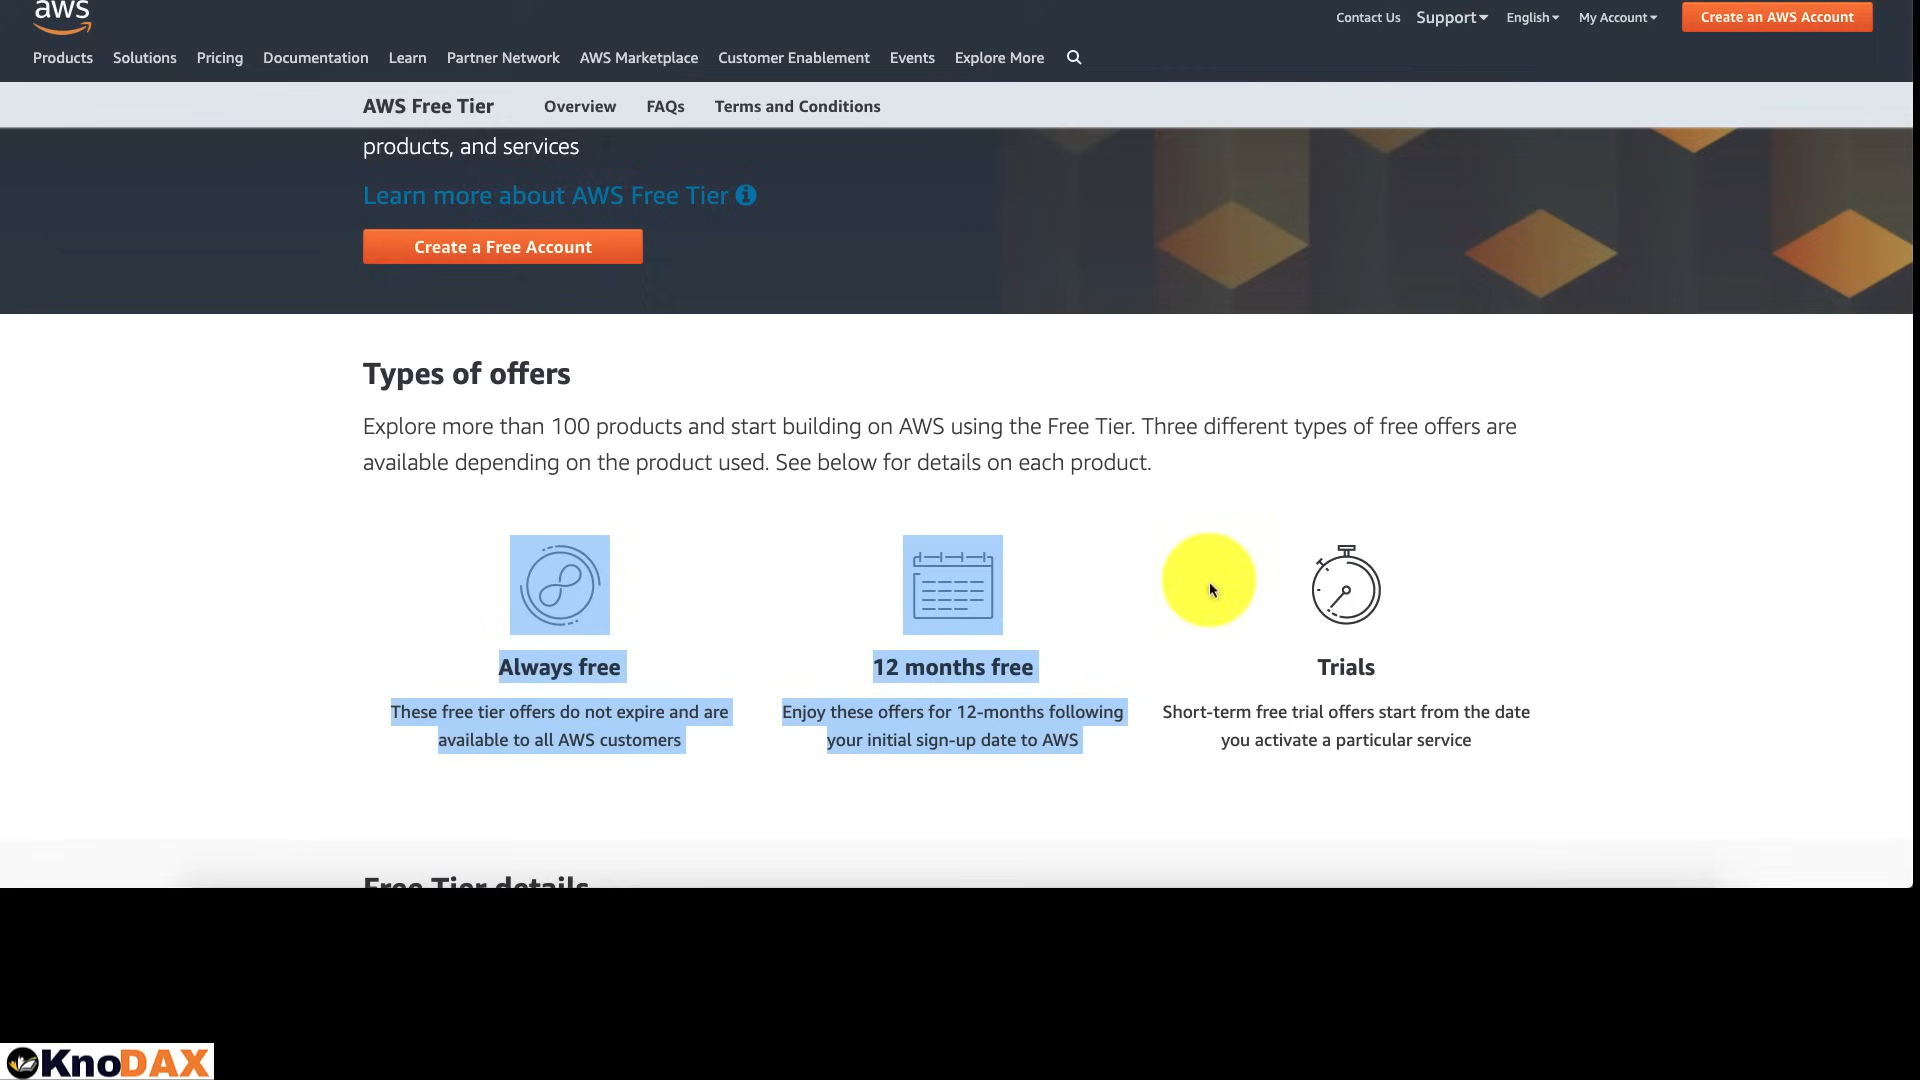 aws
Contact Us Support English My Account Create an AWS Account
Products Solutions Pricing Documentation Learn Partner Network AWS Marketplace Customer Enablement Events Explore More
AWS Free Tier Overview FAQs Terms and Conditions
products, and services
Learn more about AWS Free Tier
Create a Free Account
Types of offers
Explore more than 100 products and start building on AWS using the Free Tier. Three different types of free offers are
available depending on the product used. See below for details on each product.
Always free
These free tier offers do not expire and are
available to all AWS customers
12 months free
Enjoy these offers for 12-months following
your initial sign-up date to AWS
Trials
Short-term free trial offers start from the date
you activate a particular service
Free Tier details
KnoDAX